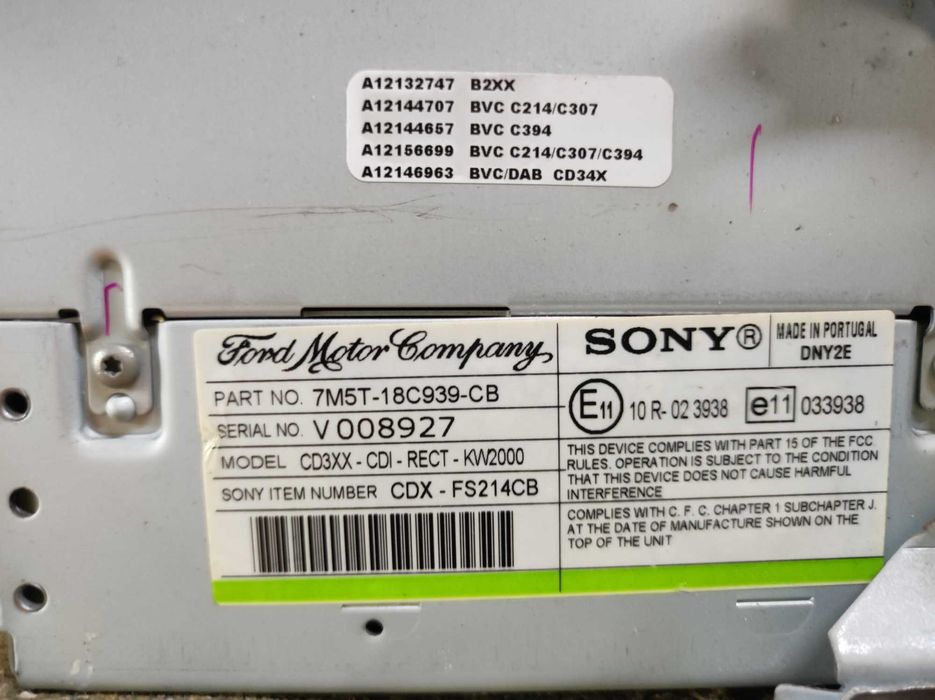 A12132747 B2XX
A12144707 BVC C214/C307
A12144657 BVC C394
A12156699 BVC C214/C307/C394
A12146963 BVC/DAB CD34X
Ford Motor Company,
PART NO. 7M5T-18C939-CB
SERIAL NO. V 008927
MODEL CD3XX - CDI - RECT - KW2000
SONY ITEM NUMBER CDX - FS214CB
SONY®
MADE IN PORTUGAL
DNY2E
E11 10 R- 02 3938 e11 033938
THIS DEVICE COMPLIES WITH PART 15 OF THE FCC
RULES. OPERATION IS SUBJECT TO THE CONDITION
THAT THIS DEVICE DOES NOT CAUSE HARMFUL
INTERFERENCE
COMPLIES WITH C. F. C. CHAPTER 1 SUBCHAPTER J.
AT THE DATE OF MANUFACTURE SHOWN ON THE
TOP OF THE UNIT